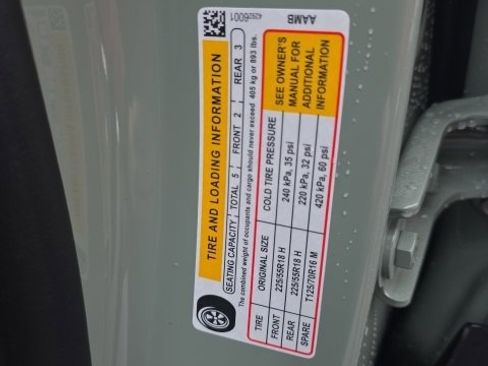 TIRE AND LOADING INFORMATION
SEATING CAPACITY TOTAL 5 FRONT 2 REAR 3
The combined weight of occupants and cargo should never exceed 405 kg or 893 lbs.
TIRE ORIGINAL SIZE COLD TIRE PRESSURE SEE OWNER'S
FRONT 225/55R18 H 240 kPa, 35 psi MANUAL FOR
REAR 225/55R18 H 220 kPa, 32 psi ADDITIONAL
SPARE T125/70R16 M 420 kPa, 60 psi INFORMATION
AAMB